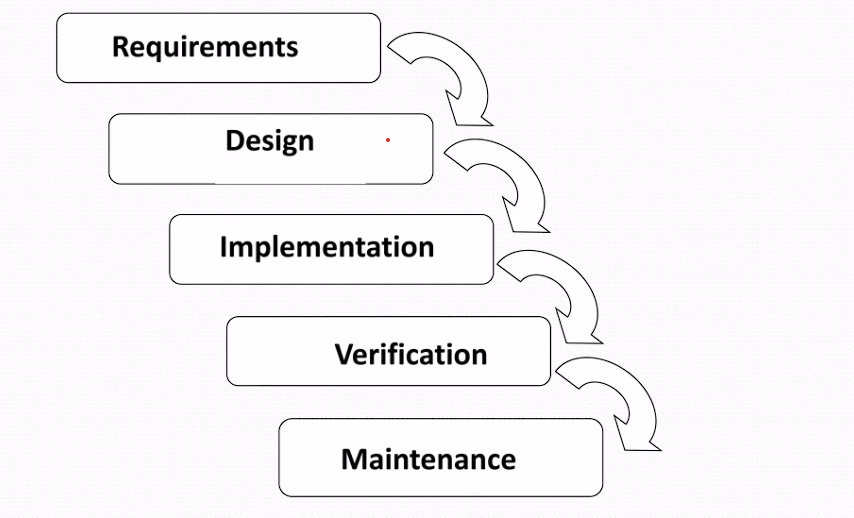 Requirements
Design
Implementation
Verification
Maintenance